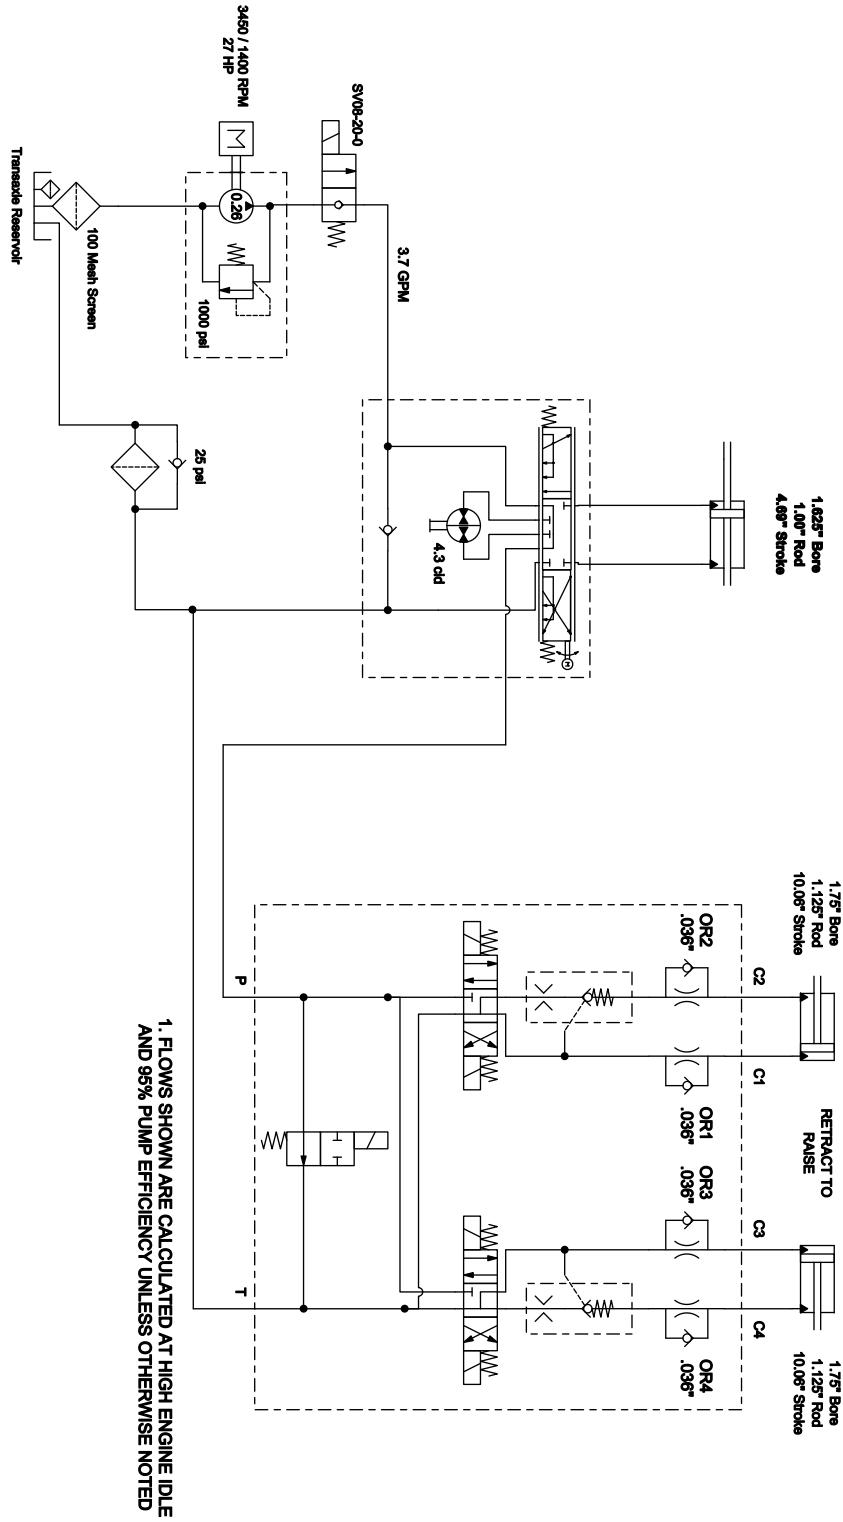 1.625" Bore
1.00" Rod
4.69" Stroke
1.75" Bore
1.125" Rod
10.06" Stroke
RETRACT TO
RAISE
1.75" Bore
1.125" Rod
10.06" Stroke
C2
C1
C3
C4
OR2
.036"
OR1
.036"
OR3
.036"
OR4
.036"
SV08-20-0
3.7 GPM
4.3 cid
M
3450 / 1400 RPM
27 HP
M
0.26
1000 psi
P
T
25 psi
100 Mesh Screen
Transaxle Reservoir
1. FLOWS SHOWN ARE CALCULATED AT HIGH ENGINE IDLE
AND 95% PUMP EFFICIENCY UNLESS OTHERWISE NOTED